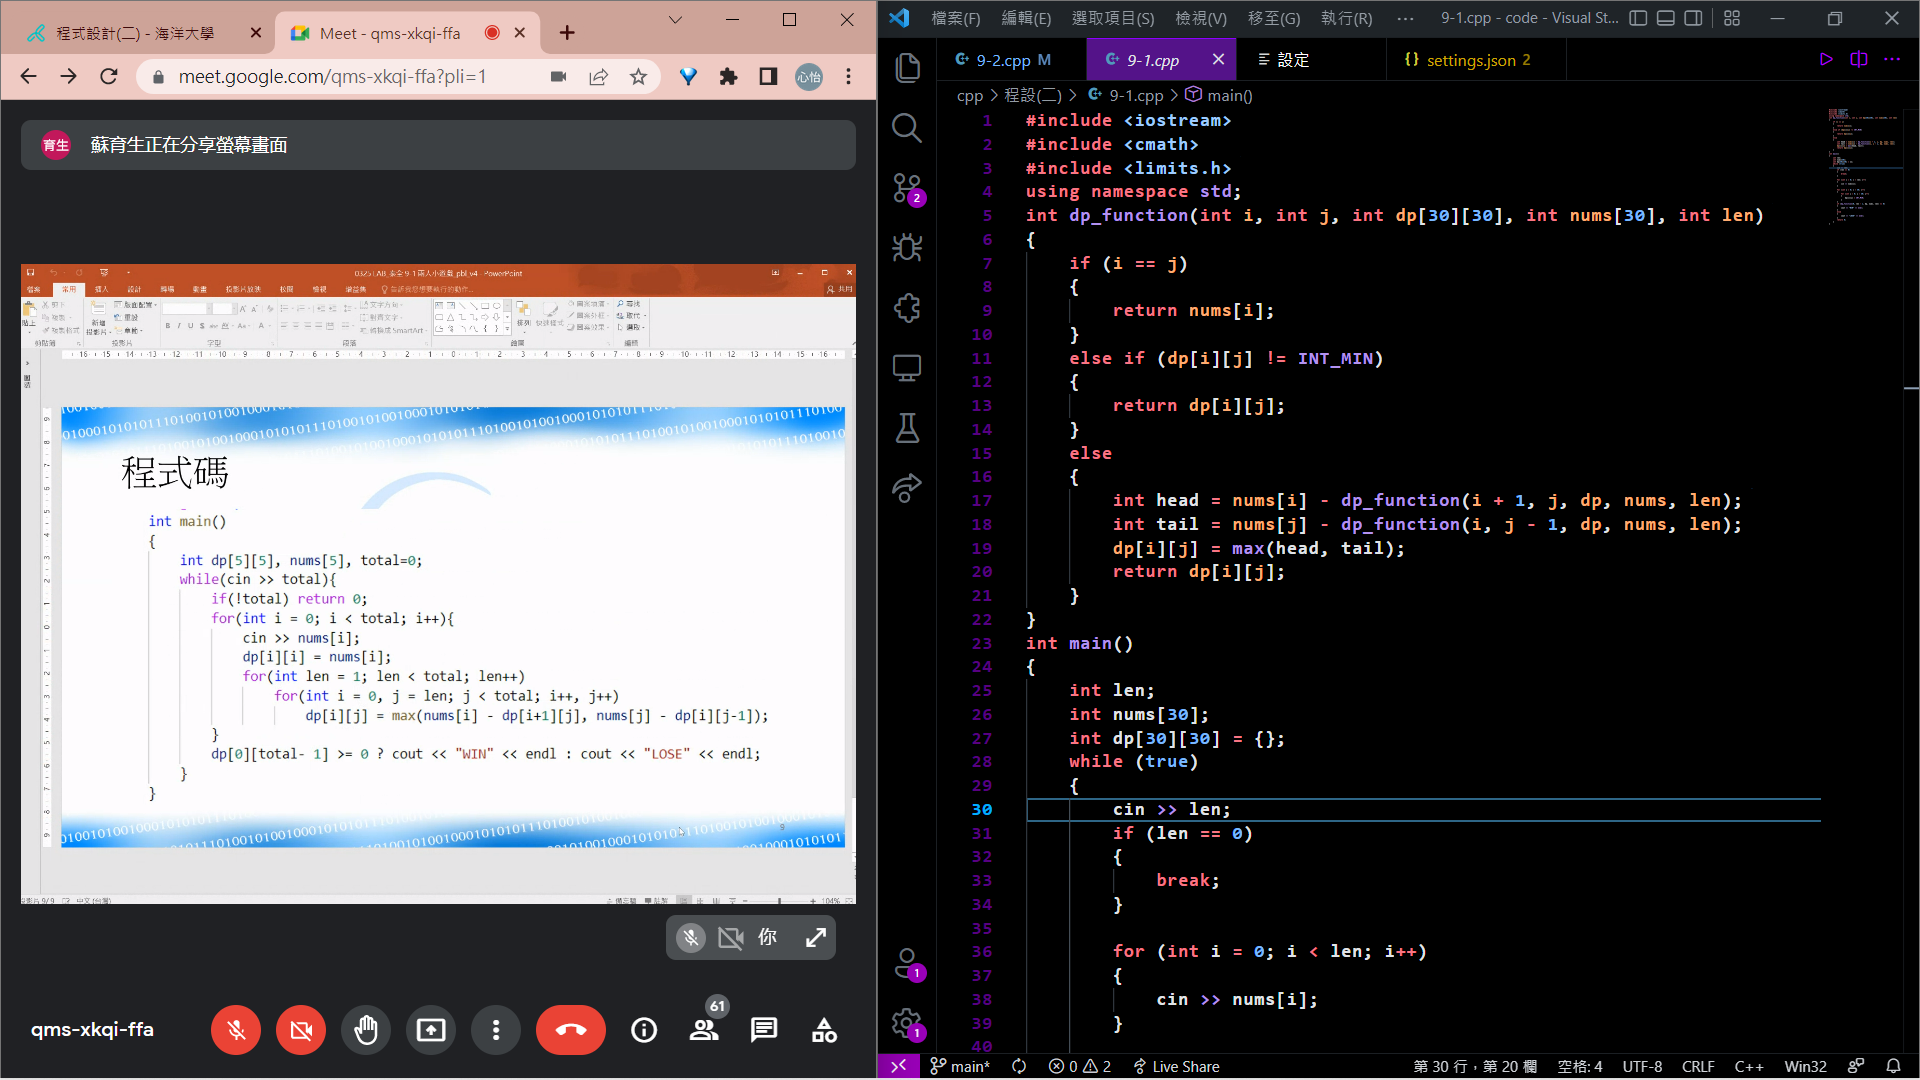 程式設計(二) - 海洋大學
Meet - qms-xkqi-ffa
meet.google.com/qms-xkqi-ffa?pli=1
心怡
育生 蘇育生正在分享螢幕畫面
程式碼
int main()
{
int dp[5][5], nums[5], total=0;
while(cin >> total){
if(!total) return 0;
for(int i = 0; i < total; i++){
cin >> nums[i];
dp[i][i] = nums[i];
for(int len = 1; len < total; len++)
for(int i = 0, j = len; j < total; i++, j++)
dp[i][j] = max(nums[i] - dp[i+1][j], nums[j] - dp[i][j-1]);
}
dp[0][total- 1] >= 0 ? cout << "WIN" << endl : cout << "LOSE" << endl;
}
}
9
104%
你
qms-xkqi-ffa
61
檔案(F) 編輯(E) 選取項目(S) 檢視(V) 移至(G) 執行(R) ··· 9-1.cpp - code - Visual St...
9-2.cpp M
9-1.cpp
設定
settings.json 2
cpp > 程設(二) > 9-1.cpp > main()
2
1
1
1 #include <iostream>
2 #include <cmath>
3 #include <limits.h>
4 using namespace std;
5 int dp_function(int i, int j, int dp[30][30], int nums[30], int len)
6 {
7 if (i == j)
8 {
9 return nums[i];
10 }
11 else if (dp[i][j] != INT_MIN)
12 {
13 return dp[i][j];
14 }
15 else
16 {
17 int head = nums[i] - dp_function(i + 1, j, dp, nums, len);
18 int tail = nums[j] - dp_function(i, j - 1, dp, nums, len);
19 dp[i][j] = max(head, tail);
20 return dp[i][j];
21 }
22 }
23 int main()
24 {
25 int len;
26 int nums[30];
27 int dp[30][30] = {};
28 while (true)
29 {
30 cin >> len;
31 if (len == 0)
32 {
33 break;
34 }
35
36 for (int i = 0; i < len; i++)
37 {
38 cin >> nums[i];
39 }
40
main* 0 2 Live Share 第 30 行，第 20 欄 空格: 4 UTF-8 CRLF C++ Win32